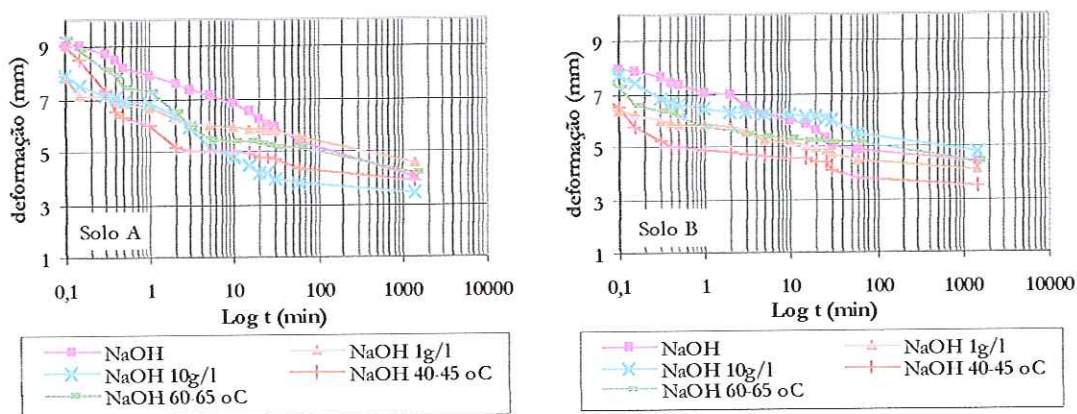 9
7
5
3
1
deformação (mm)
Solo A
0,1 1 10 100 1000 10000
Log t (min)
NaOH
NaOH 1g/l
NaOH 10g/l
NaOH 40-45 oC
NaOH 60-65 oC
9
7
5
3
1
deformação (mm)
Solo B
0,1 1 10 100 1000 10000
Log t (min)
NaOH
NaOH 1g/l
NaOH 10g/l
NaOH 40-45 oC
NaOH 60-65 oC